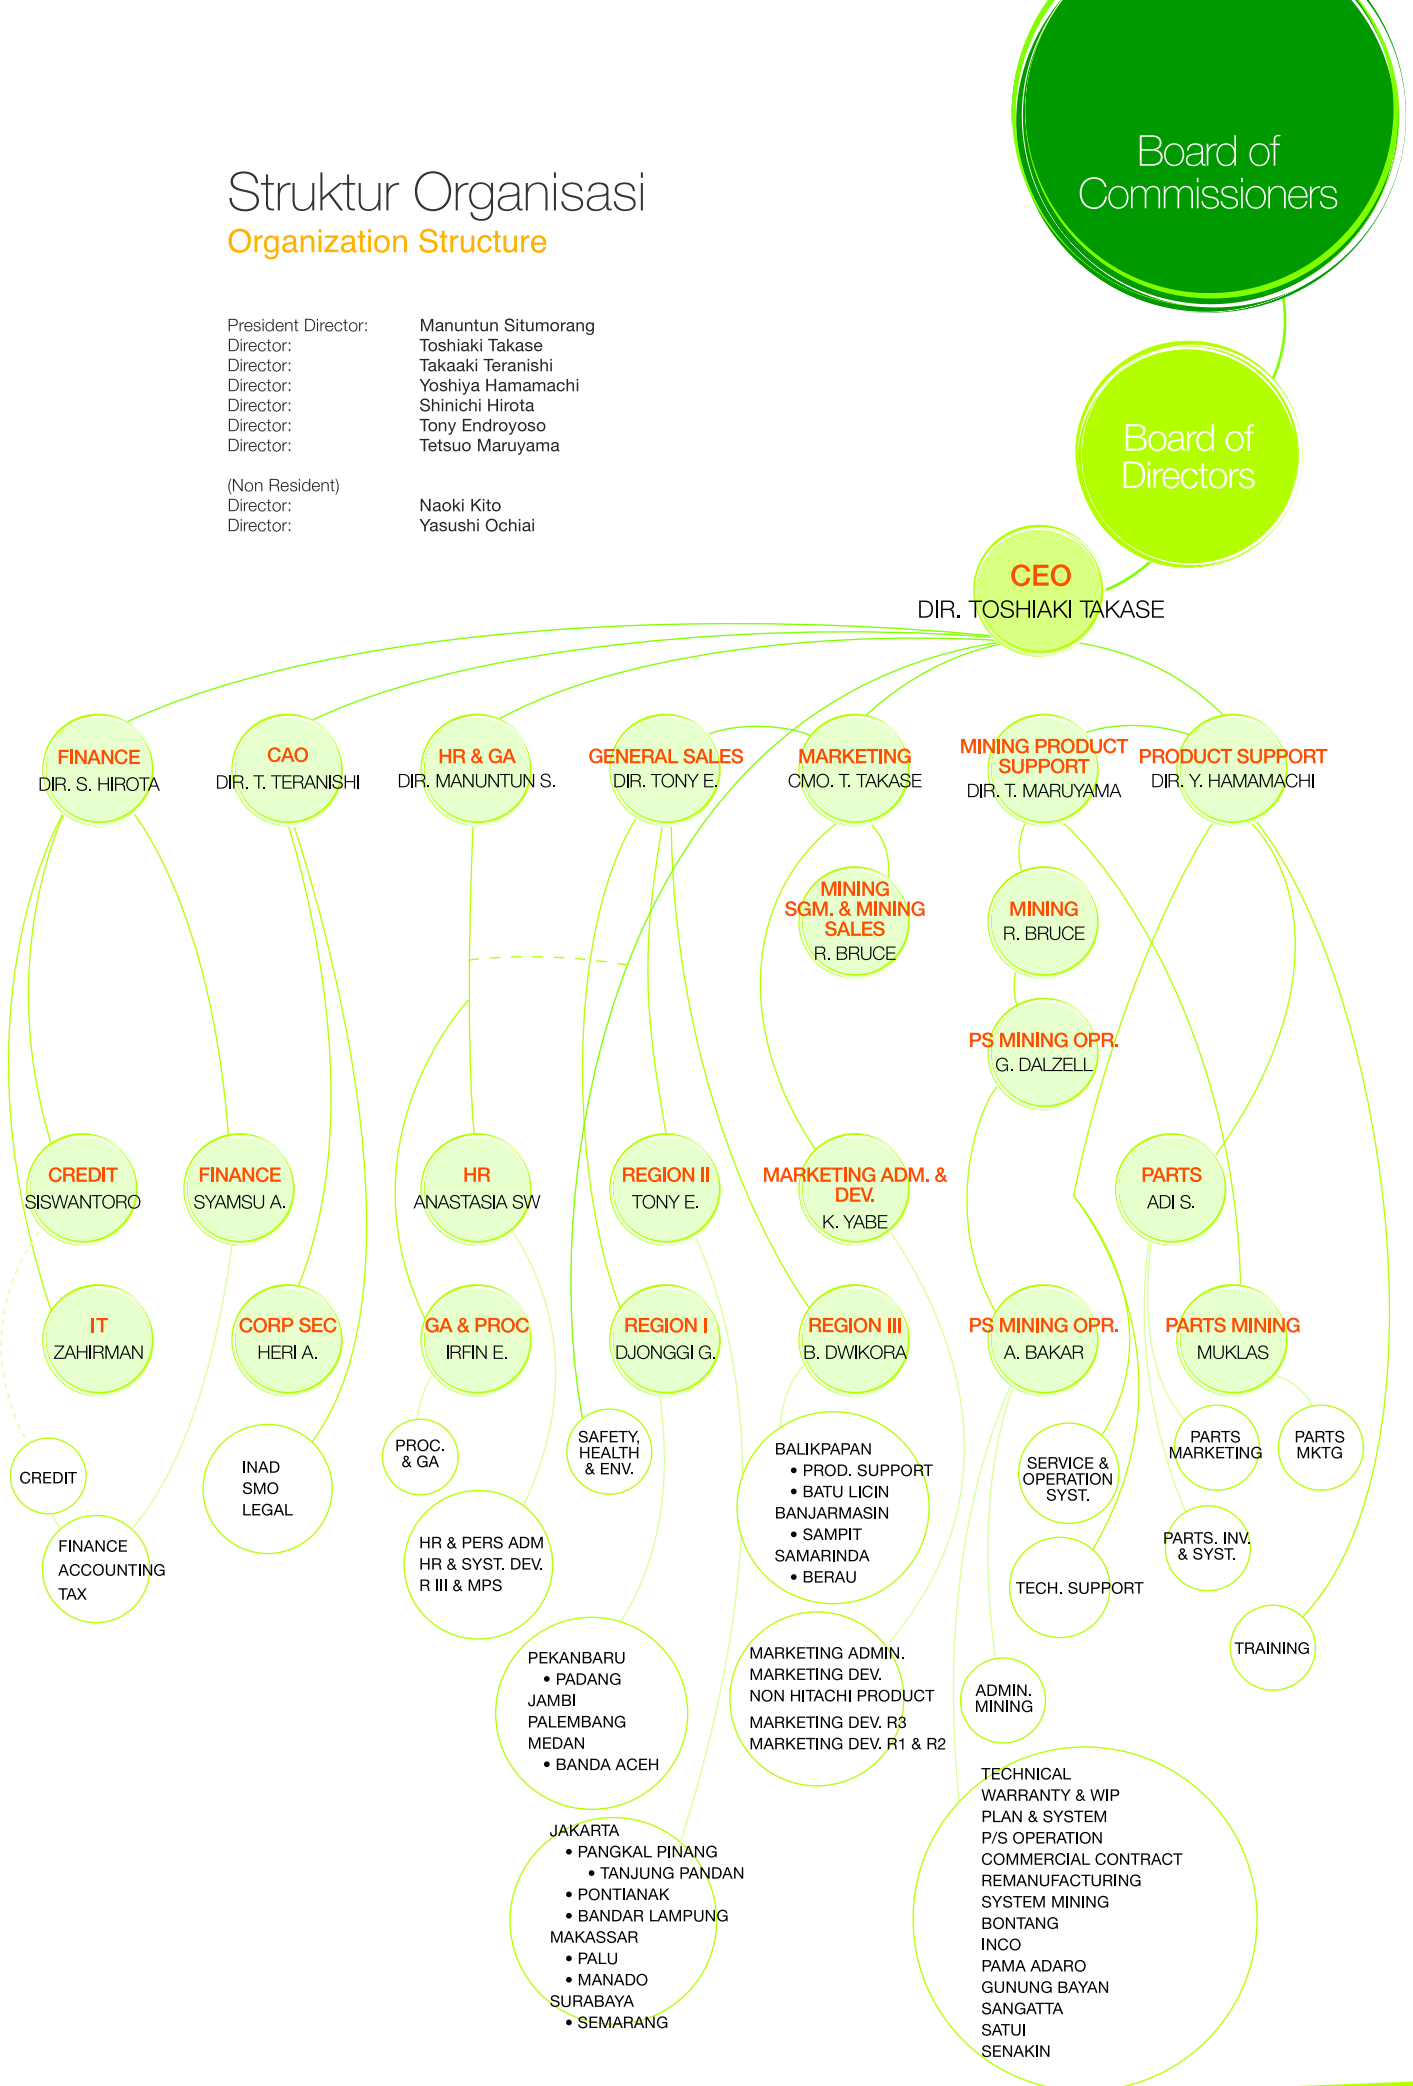 Board of
Commissioners
Struktur Organisasi
Organization Structure
President Director: Manuntun Situmorang
Director: Toshiaki Takase
Director: Takaaki Teranishi
Director: Yoshiya Hamamachi
Director: Shinichi Hirota
Director: Tony Endroyoso
Director: Tetsuo Maruyama
(Non Resident)
Director: Naoki Kito
Director: Yasushi Ochiai
Board of
Directors
CEO
DIR. TOSHIAKI TAKASE
FINANCE
DIR. S. HIROTA
CAO
DIR. T. TERANISHI
HR & GA
DIR. MANUNTUN S.
GENERAL SALES
DIR. TONY E.
MARKETING
CMO. T. TAKASE
MINING PRODUCT
SUPPORT
DIR. T. MARUYAMA
PRODUCT SUPPORT
DIR. Y. HAMAMACHI
MINING
SGM. & MINING
SALES
R. BRUCE
MINING
R. BRUCE
PS MINING OPR.
G. DALZELL
CREDIT
SISWANTORO
FINANCE
SYAMSU A.
HR
ANASTASIA SW
REGION II
TONY E.
MARKETING ADM. &
DEV.
K. YABE
PARTS
ADI S.
IT
ZAHIRMAN
CORP SEC
HERI A.
GA & PROC
IRFIN E.
REGION I
DJONGGI G.
REGION III
B. DWIKORA
PS MINING OPR.
A. BAKAR
PARTS MINING
MUKLAS
CREDIT
FINANCE
ACCOUNTING
TAX
INAD
SMO
LEGAL
PROC.
& GA
HR & PERS ADM
HR & SYST. DEV.
R III & MPS
SAFETY,
HEALTH
& ENV.
BALIKPAPAN
• PROD. SUPPORT
• BATU LICIN
BANJARMASIN
• SAMPIT
SAMARINDA
• BERAU
SERVICE &
OPERATION
SYST.
PARTS
MARKETING
PARTS
MKTG
PARTS. INV.
& SYST.
TECH. SUPPORT
TRAINING
PEKANBARU
• PADANG
JAMBI
PALEMBANG
MEDAN
• BANDA ACEH
MARKETING ADMIN.
MARKETING DEV.
NON HITACHI PRODUCT
MARKETING DEV. R3
MARKETING DEV. R1 & R2
ADMIN.
MINING
JAKARTA
• PANGKAL PINANG
• TANJUNG PANDAN
• PONTIANAK
• BANDAR LAMPUNG
MAKASSAR
• PALU
• MANADO
SURABAYA
• SEMARANG
TECHNICAL
WARRANTY & WIP
PLAN & SYSTEM
P/S OPERATION
COMMERCIAL CONTRACT
REMANUFACTURING
SYSTEM MINING
BONTANG
INCO
PAMA ADARO
GUNUNG BAYAN
SANGATTA
SATUI
SENAKIN